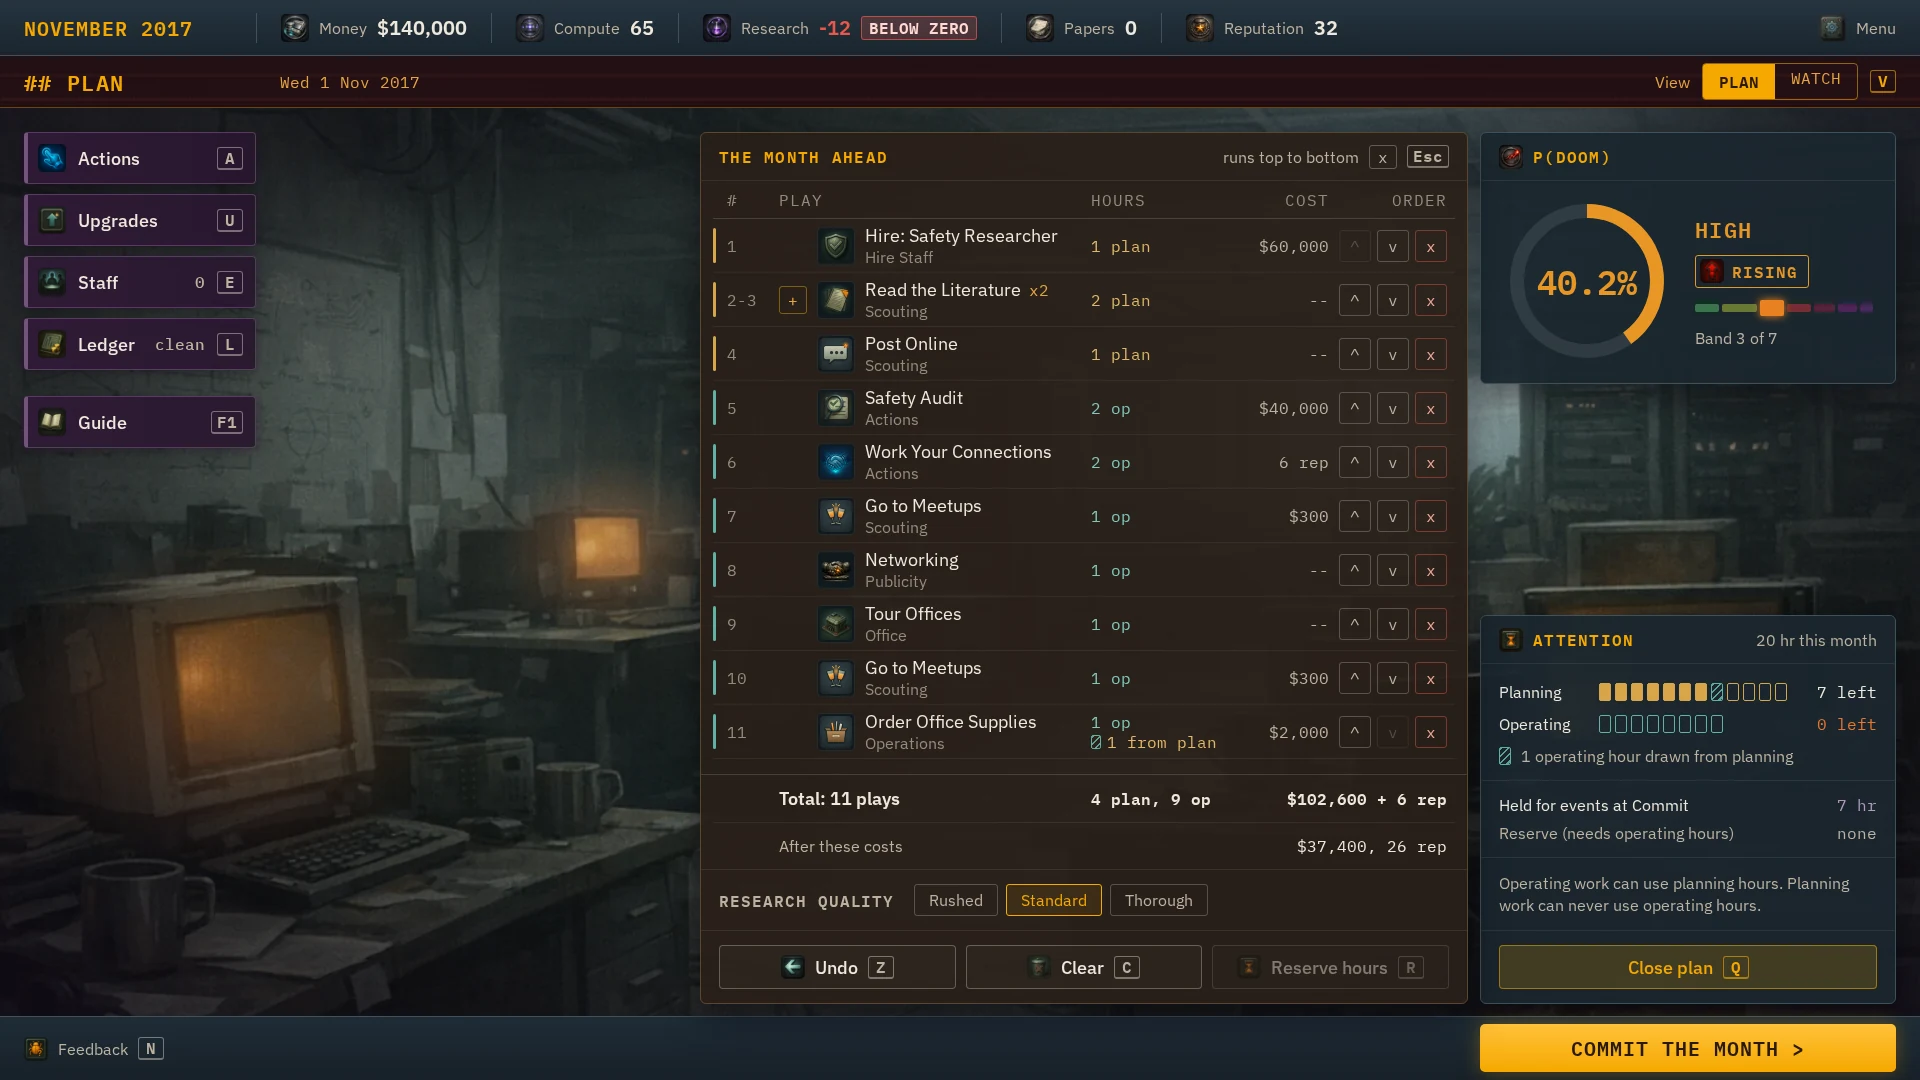 NOVEMBER 2017
Money $140,000
Compute 65
Research -12 BELOW ZERO
Papers 0
Reputation 32
Menu
## PLAN
Wed 1 Nov 2017
View PLAN WATCH V
Actions A
Upgrades U
Staff 0 E
Ledger clean L
Guide F1
THE MONTH AHEAD
runs top to bottom x Esc
# PLAY HOURS COST ORDER
1 Hire: Safety Researcher 1 plan $60,000 ^ v x
Hire Staff
2-3 + Read the Literature x2 2 plan -- ^ v x
Scouting
4 Post Online 1 plan -- ^ v x
Scouting
5 Safety Audit 2 op $40,000 ^ v x
Actions
6 Work Your Connections 2 op 6 rep ^ v x
Actions
7 Go to Meetups 1 op $300 ^ v x
Scouting
8 Networking 1 op -- ^ v x
Publicity
9 Tour Offices 1 op -- ^ v x
Office
10 Go to Meetups 1 op $300 ^ v x
Scouting
11 Order Office Supplies 1 op $2,000 ^ v x
Operations 1 from plan
Total: 11 plays 4 plan, 9 op $102,600 + 6 rep
After these costs $37,400, 26 rep
RESEARCH QUALITY Rushed Standard Thorough
Undo Z
Clear C
Reserve hours R
P(DOOM)
40.2%
HIGH
RISING
Band 3 of 7
ATTENTION 20 hr this month
Planning 7 left
Operating 0 left
1 operating hour drawn from planning
Held for events at Commit 7 hr
Reserve (needs operating hours) none
Operating work can use planning hours. Planning
work can never use operating hours.
Close plan Q
Feedback N
COMMIT THE MONTH >